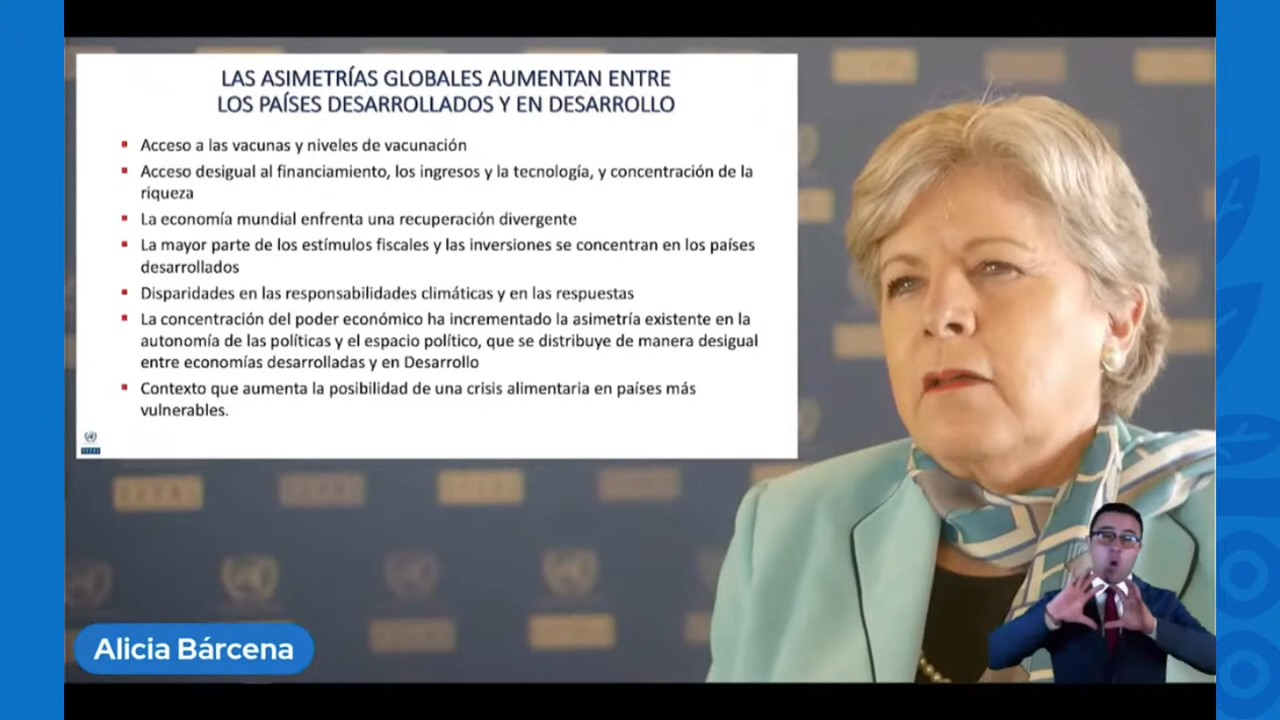 LAS ASIMETRÍAS GLOBALES AUMENTAN ENTRE
LOS PAÍSES DESARROLLADOS Y EN DESARROLLO
▪ Acceso a las vacunas y niveles de vacunación
▪ Acceso desigual al financiamiento, los ingresos y la tecnología, y concentración de la
riqueza
▪ La economía mundial enfrenta una recuperación divergente
▪ La mayor parte de los estímulos fiscales y las inversiones se concentran en los países
desarrollados
▪ Disparidades en las responsabilidades climáticas y en las respuestas
▪ La concentración del poder económico ha incrementado la asimetría existente en la
autonomía de las políticas y el espacio político, que se distribuye de manera desigual
entre economías desarrolladas y en Desarrollo
▪ Contexto que aumenta la posibilidad de una crisis alimentaria en países más
vulnerables.
Alicia Bárcena